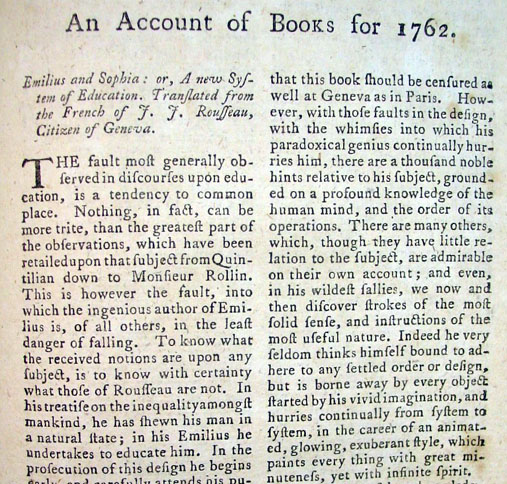 An Account of Books for 1762.
Emilius and Sophia: or, A new Syſ-
tem of Education. Tranſlated from
the French of J. J. Rouſſeau,
Citizen of Geneva.
THE fault moſt generally ob-
ſerved in diſcourſes upon edu-
cation, is a tendency to common
place. Nothing, in fact, can be
more trite, than the greateſt part of
the obſervations, which have been
retailed upon that ſubject from Quin-
tilian down to Monſieur Rollin.
This is however the fault, into
which the ingenious author of Emi-
lius is, of all others, in the leaſt
danger of falling. To know what
the received notions are upon any
ſubject, is to know with certainty
what thoſe of Rouſſeau are not. In
his treatiſe on the inequality amongſt
mankind, he has ſhewn his man in
a natural ſtate; in his Emilius he
undertakes to educate him. In the
proſecution of this deſign he begins
early and carefully attends his pu-
that this book ſhould be cenſured as
well at Geneva as in Paris. How-
ever, with thoſe faults in the deſign,
with the whimſies into which his
paradoxical genius continually hur-
ries him, there are a thouſand noble
hints relative to his ſubject, ground-
ed on a profound knowledge of the
human mind, and the order of its
operations. There are many others,
which, though they have little re-
lation to the ſubject, are admirable
on their own account; and even,
in his wildeſt ſallies, we now and
then diſcover ſtrokes of the moſt
ſolid ſenſe, and inſtructions of the
moſt uſeful nature. Indeed he very
ſeldom thinks himſelf bound to ad-
here to any ſettled order or deſign,
but is borne away by every object
ſtarted by his vivid imagination, and
hurries continually from ſyſtem to
ſyſtem, in the career of an animat-
ed, glowing, exuberant ſtyle, which
paints every thing with great mi-
nuteneſs, yet with infinite ſpirit.